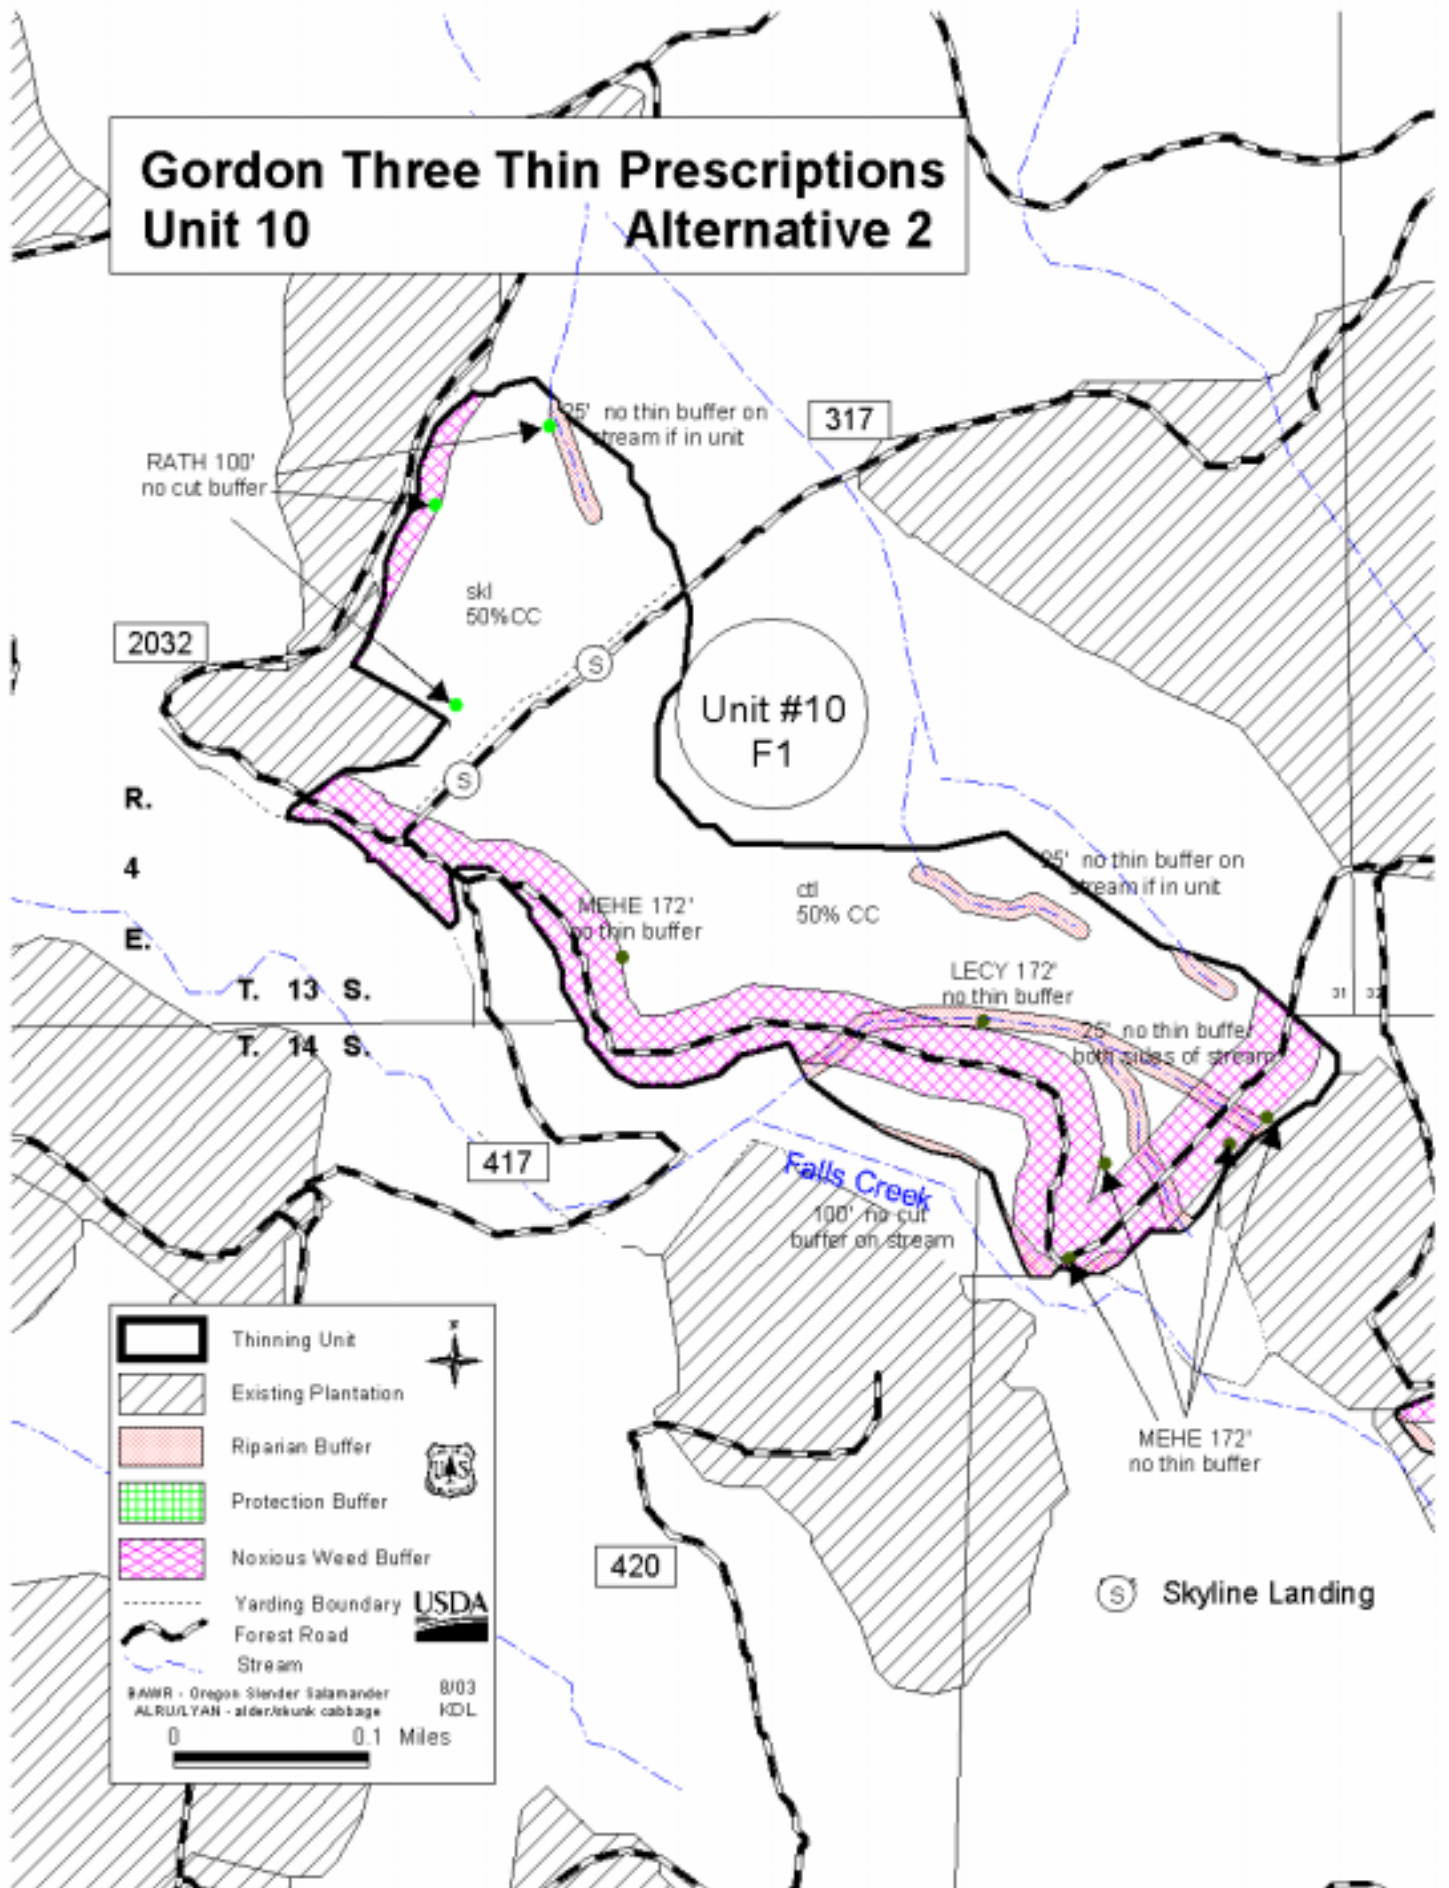 Gordon Three Thin Prescriptions
Unit 10 Alternative 2
25' no thin buffer on
stream if in unit
317
RATH 100'
no cut buffer
skl
50%CC
2032
S
Unit #10
F1
S
R.
4
E.
25' no thin buffer on
stream if in unit
ctl
50% CC
MEHE 172'
no thin buffer
LECY 172'
no thin buffer
T. 13 S.
31
T. 14 S.
25' no thin buffer
both sides of stream
417
Falls Creek
100' no cut
buffer on stream
Thinning Unit
Existing Plantation
Riparian Buffer
US
Protection Buffer
Noxious Weed Buffer
Yarding Boundary
USDA
Forest Road
Stream
BAWR - Oregon Slender Salamander
ALRU/LYAN - alder/skunk cabbage
8/03
KDL
0 0.1 Miles
MEHE 172'
no thin buffer
420
S Skyline Landing